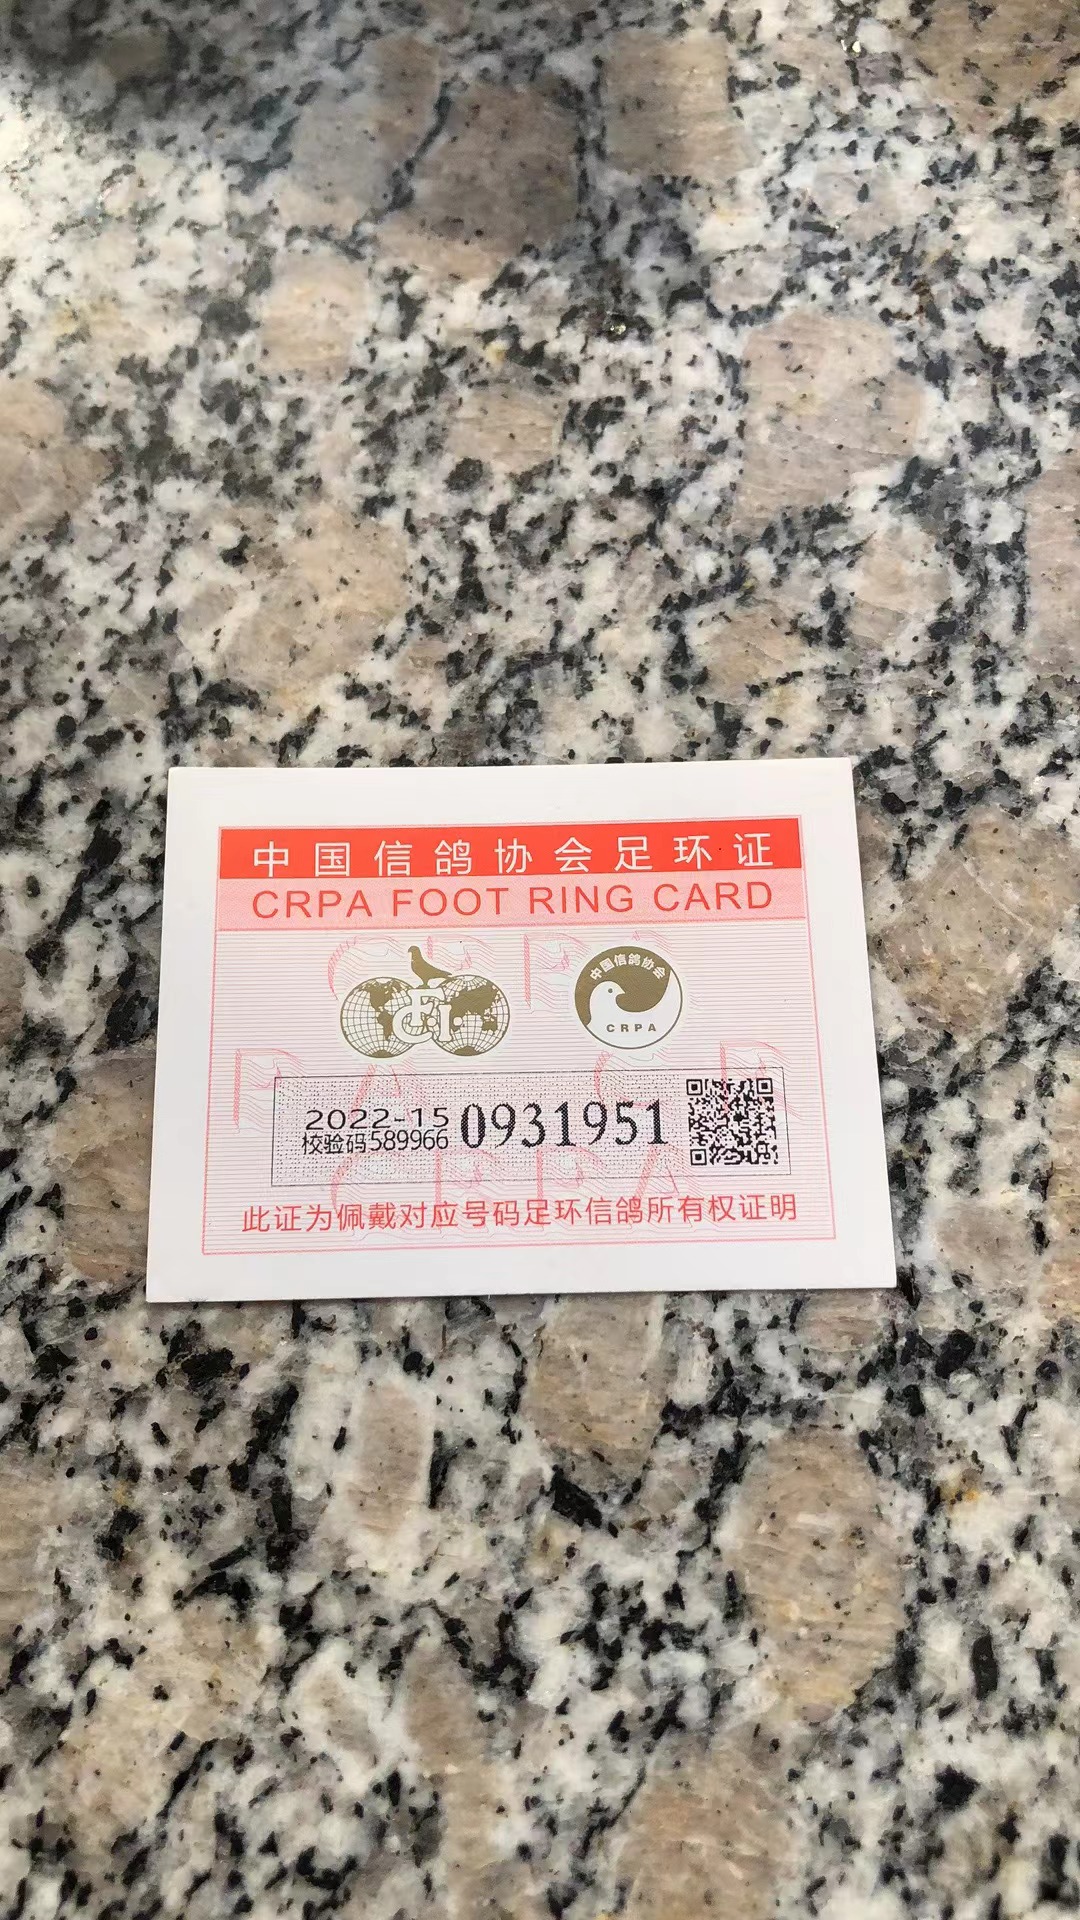 中国信鸽协会足环证
CRPA FOOT RING CARD
FCI
中国信鸽协会
CRPA
2022-15 0931951
校验码589966
此证为佩戴对应号码足环信鸽所有权证明